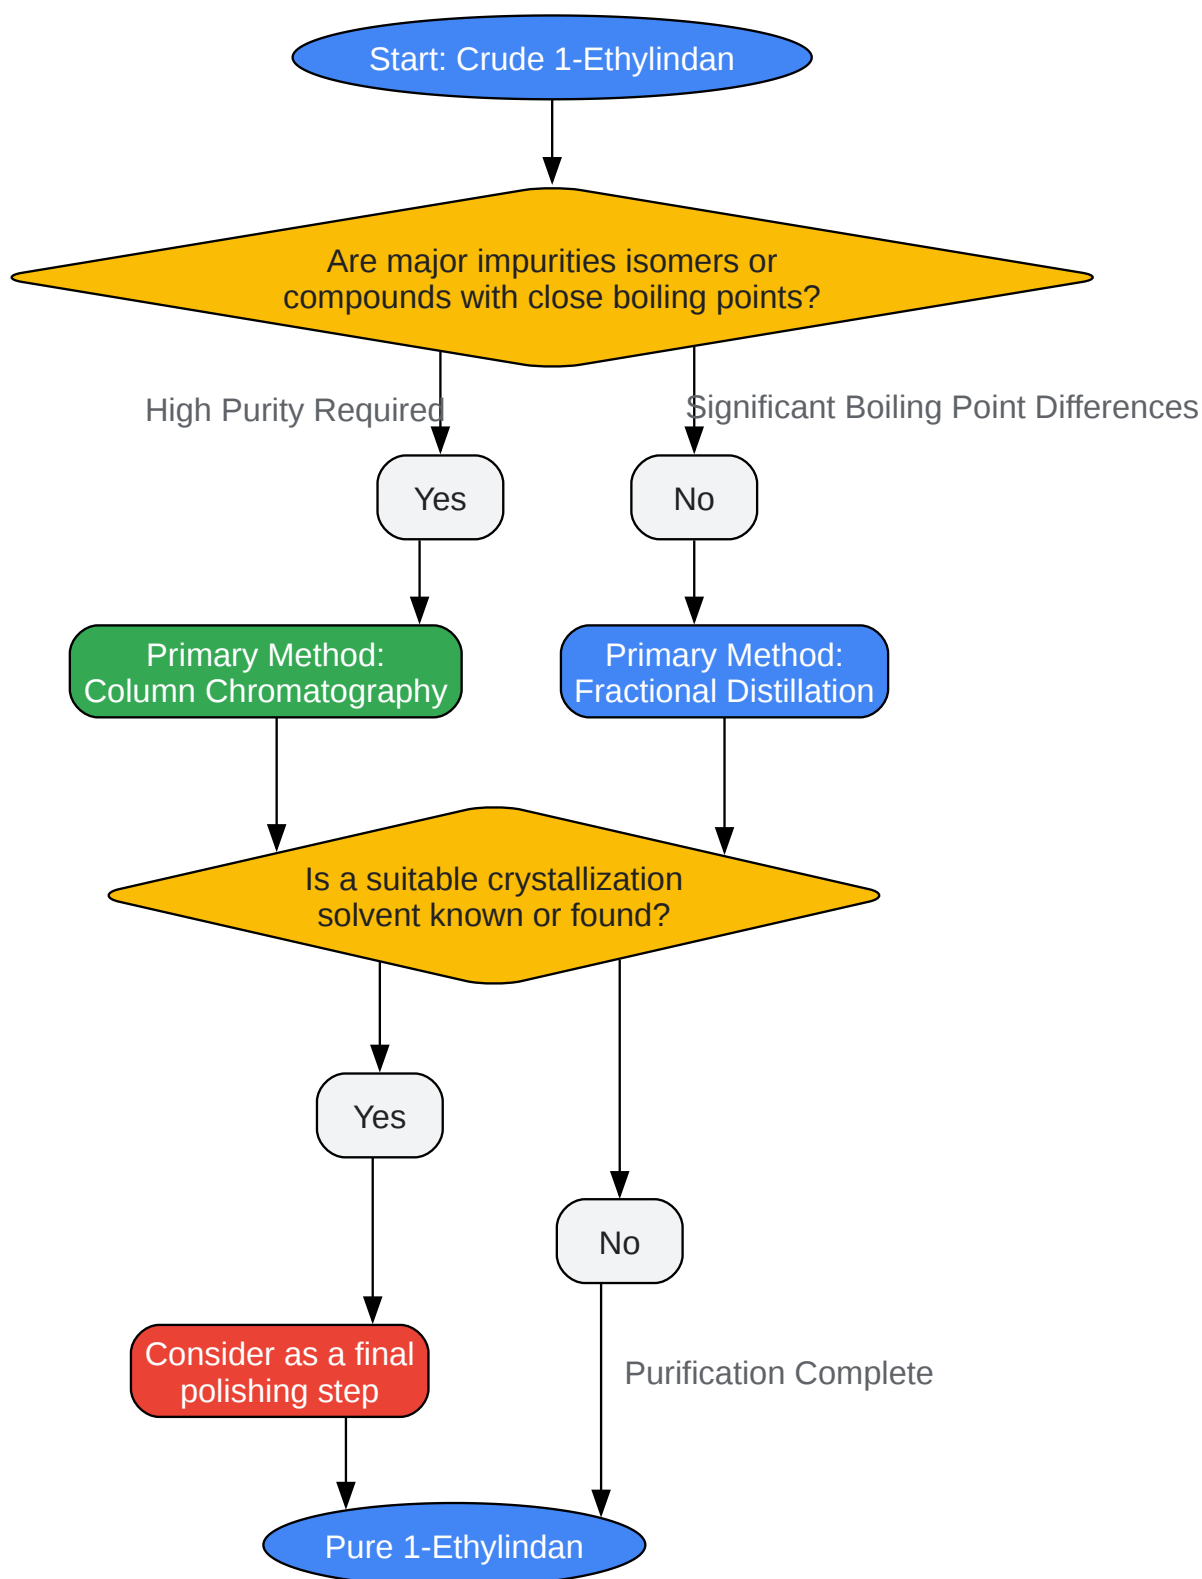 Start: Crude 1-Ethylindan
Are major impurities isomers or
compounds with close boiling points?
High Purity Required
Significant Boiling Point Differences
Yes
No
Primary Method:
Column Chromatography
Primary Method:
Fractional Distillation
Is a suitable crystallization
solvent known or found?
Yes
No
Consider as a final
polishing step
Purification Complete
Pure 1-Ethylindan